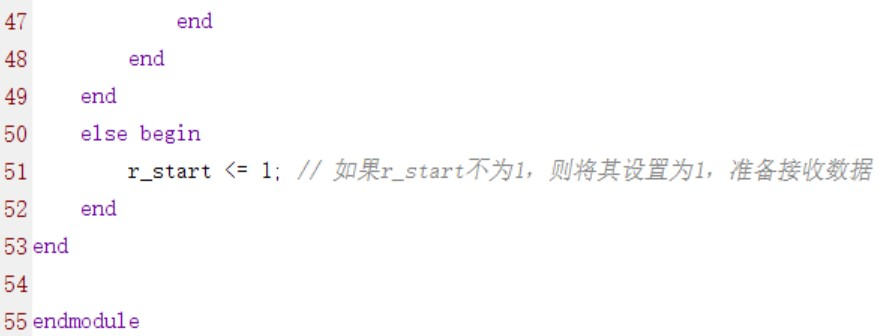 47 end
48 end
49 end
50 else begin
51 r_start <= 1; // 如果r_start不为1，则将其设置为1，准备接收数据
52 end
53 end
54
55 endmodule